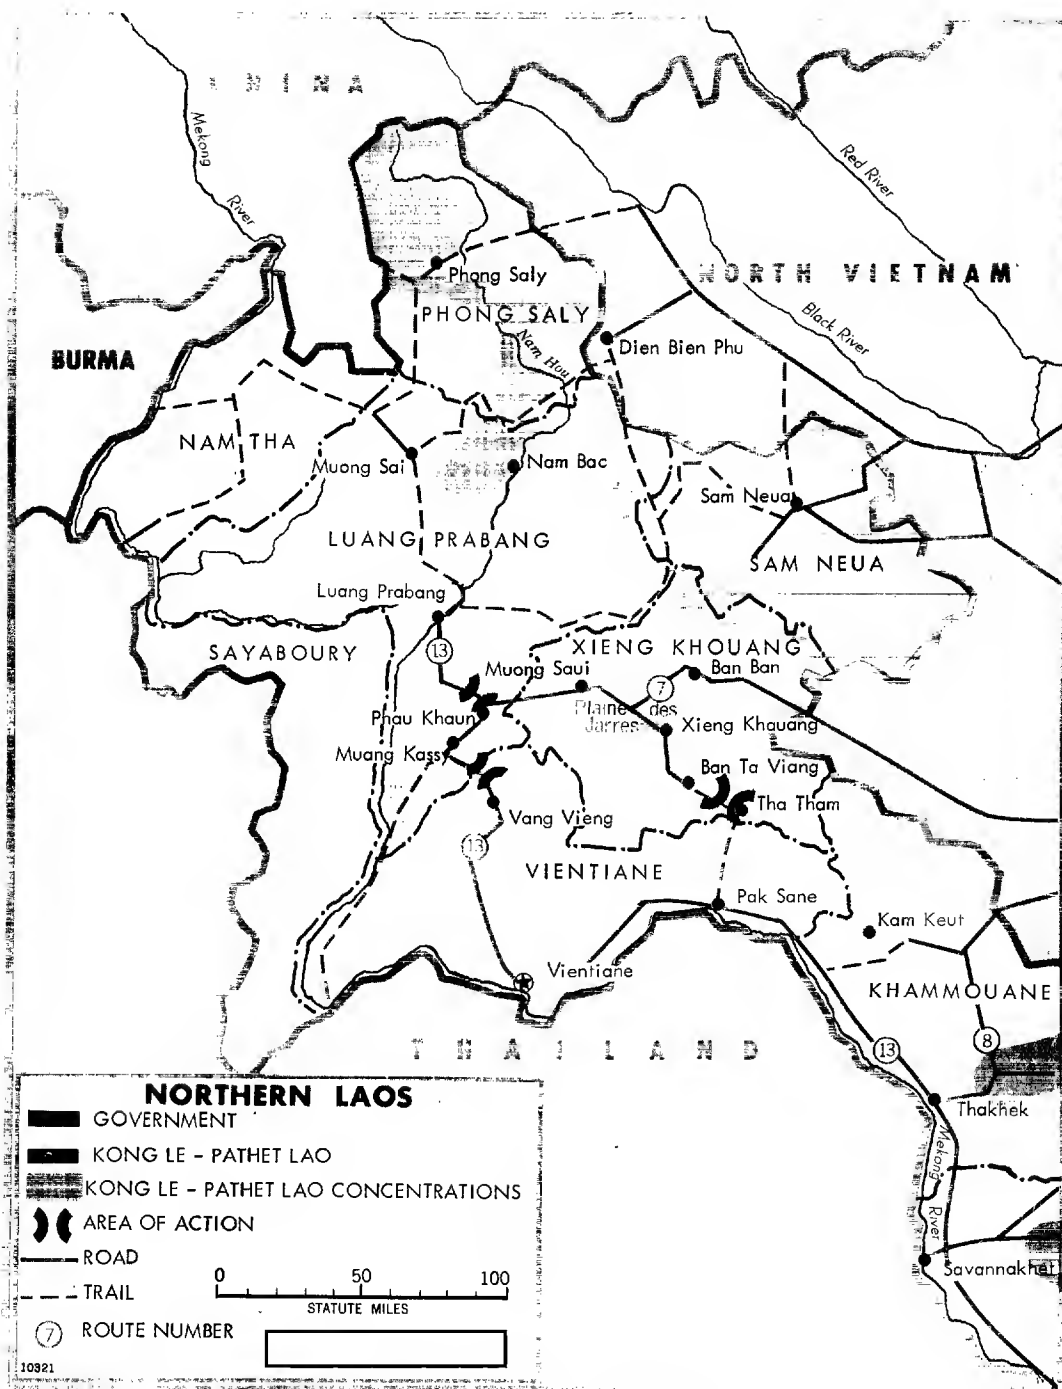 CHINA
Mekong
River
Red River
NORTH VIETNAM
Phong Saly
PHONG SALY
Black River
Nam Hou
Dien Bien Phu
BURMA
NAM THA
Muong Sai
Nam Bac
Sam Neua
LUANG PRABANG
SAM NEUA
Luang Prabang
SAYABOURY
13
XIENG KHOUANG
Muong Saui
Ban Ban
7
Plaine des
Jarres
Phau Khaun
Xieng Khauang
Muang Kassy
Ban Ta Viang
Tha Tham
Vang Vieng
13
VIENTIANE
Pak Sane
Kam Keut
Vientiane
KHAMMOUANE
THAILAND
13
8
Thakhek
Mekong
River
Savannakhet
NORTHERN LAOS
GOVERNMENT
KONG LE - PATHET LAO
KONG LE - PATHET LAO CONCENTRATIONS
AREA OF ACTION
ROAD
TRAIL
0 50 100
STATUTE MILES
7 ROUTE NUMBER
10321